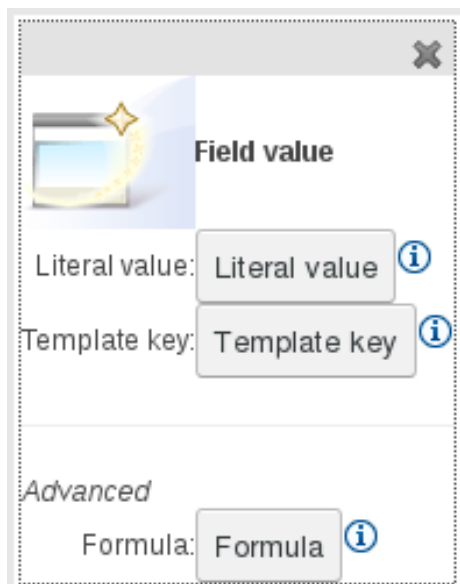 Field value
Literal value: Literal value
Template key: Template key
Advanced
Formula: Formula